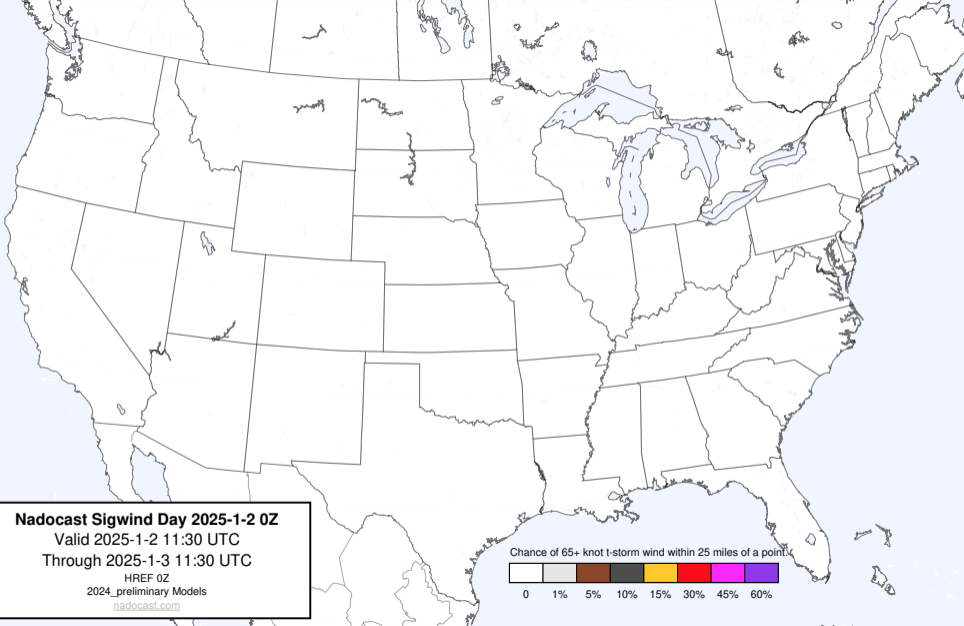 Nadocast Sigwind Day 2025-1-2 0Z
Valid 2025-1-2 11:30 UTC
Through 2025-1-3 11:30 UTC
HREF 0Z
2024_preliminary Models
nadocast.com
Chance of 65+ knot t-storm wind within 25 miles of a point.
0 1% 5% 10% 15% 30% 45% 60%